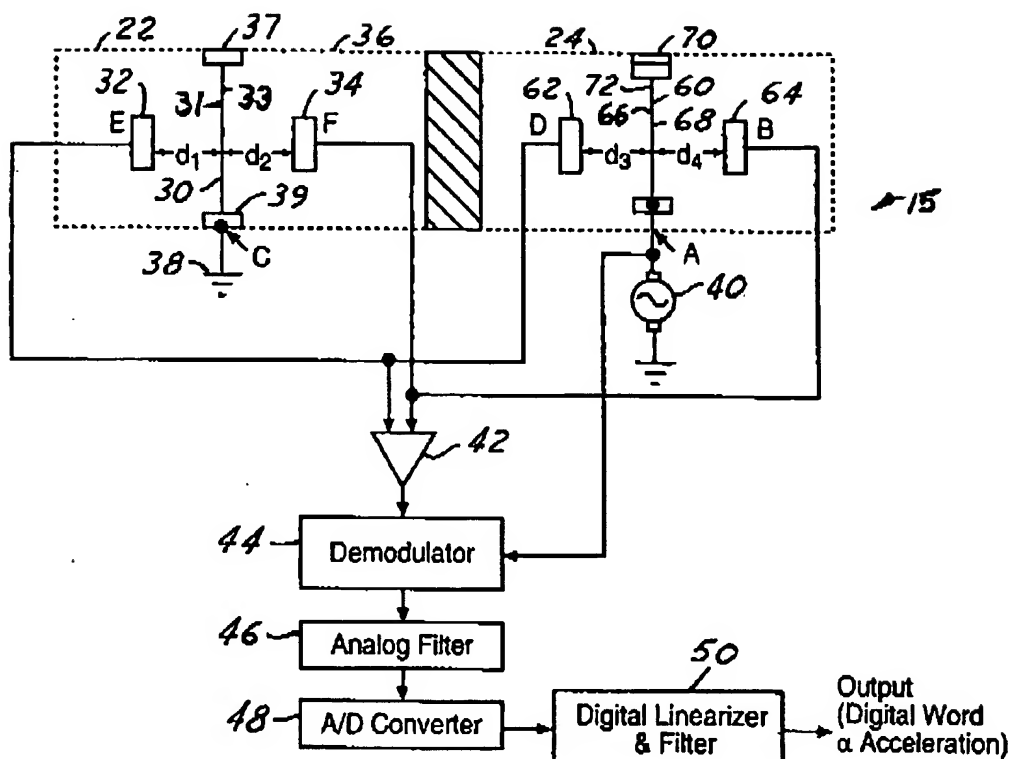 22
37
36
24
70
32
31
33
34
62
72
60
66
68
64
E
F
D
B
d1
d2
d3
d4
30
39
15
C
A
38
40
42
44
Demodulator
46
Analog Filter
50
48
A/D Converter
Digital Linearizer
& Filter
Output
(Digital Word
α Acceleration)